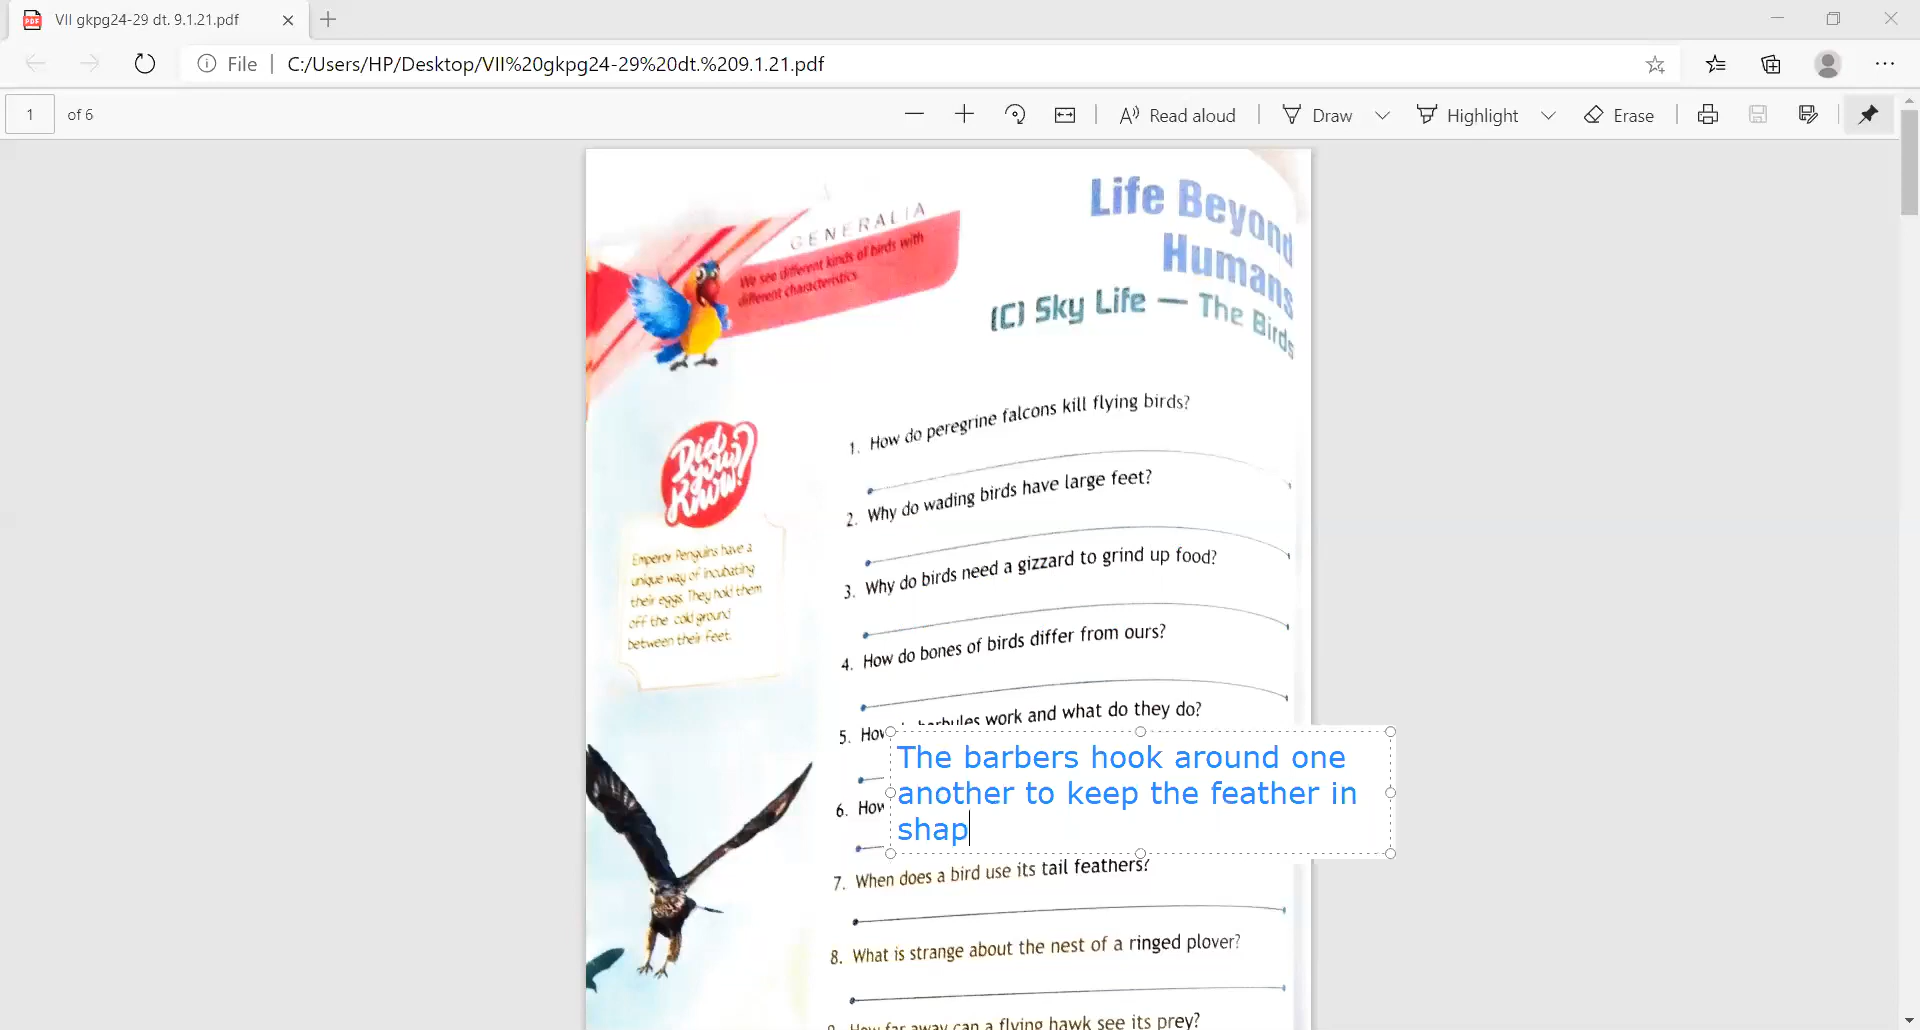 VII gkpg24-29 dt. 9.1.21.pdf
File
C:/Users/HP/Desktop/VII%20gkpg24-29%20dt.%209.1.21.pdf
1 of 6
Read aloud
Draw
Highlight
Erase
Life Beyond
Humans
(C) Sky Life — The Birds
GENERALIA
We see different kinds of birds with
different characteristics
Did
you
Know?
Emperor Penguins have a
unique way of incubating
their eggs. They hold them
off the cold ground
between their feet.
1. How do peregrine falcons kill flying birds?
2. Why do wading birds have large feet?
3. Why do birds need a gizzard to grind up food?
4. How do bones of birds differ from ours?
5. How barbules work and what do they do?
The barbers hook around one
another to keep the feather in
shap
6. How
7. When does a bird use its tail feathers?
8. What is strange about the nest of a ringed plover?
How far away can a flying hawk see its prey?